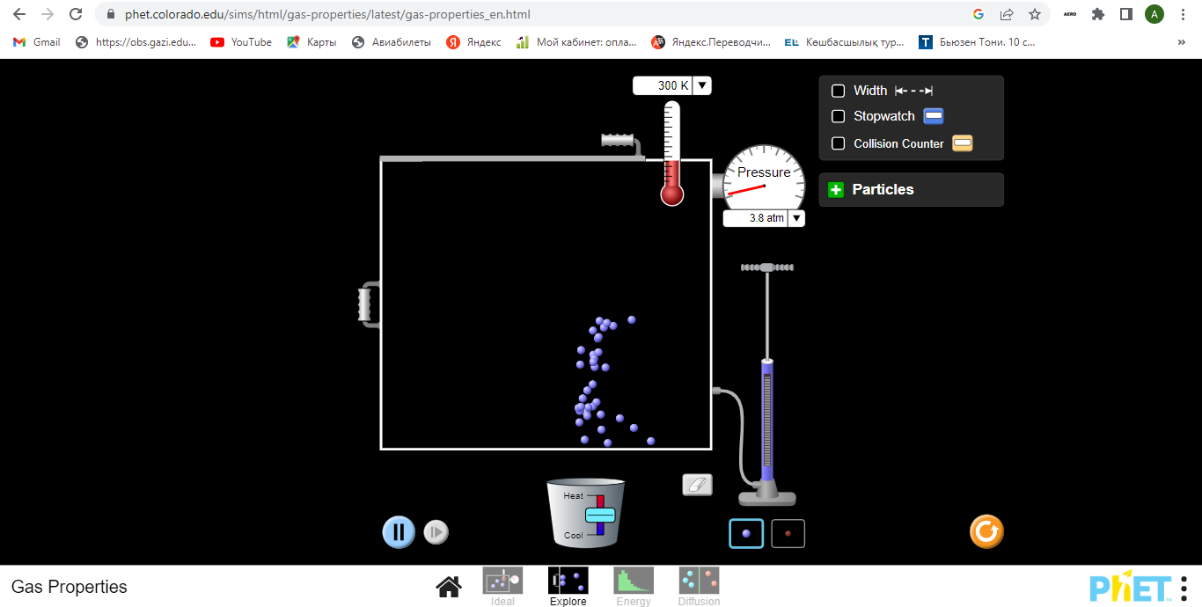 phet.colorado.edu/sims/html/gas-properties/latest/gas-properties_en.html
Gmail https://obs.gazi.edu... YouTube Карты Авиабилеты Яндекс Мой кабинет: опла... Яндекс.Переводчи... Көшбасшылық тур... Бьюзен Тони. 10 с...
300 K
Width
Stopwatch
Collision Counter
Pressure
3.8 atm
Particles
Heat
Cool
Gas Properties
Ideal
Explore
Energy
Diffusion
PhET